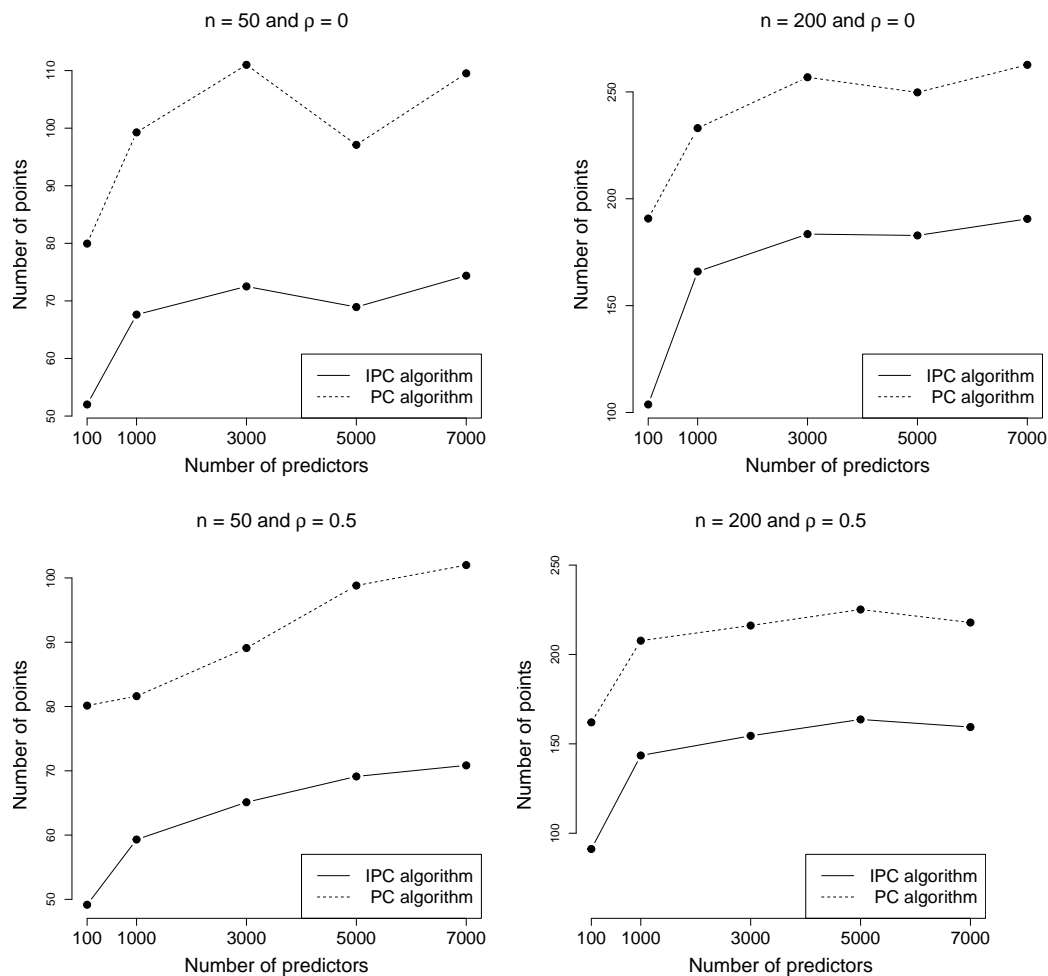 n = 50 and ρ = 0
Number of points
50 60 70 80 90 100 110
100 1000 3000 5000 7000
Number of predictors
IPC algorithm
PC algorithm
n = 200 and ρ = 0
Number of points
100 150 200 250
100 1000 3000 5000 7000
Number of predictors
IPC algorithm
PC algorithm
n = 50 and ρ = 0.5
Number of points
50 60 70 80 90 100
100 1000 3000 5000 7000
Number of predictors
IPC algorithm
PC algorithm
n = 200 and ρ = 0.5
Number of points
100 150 200 250
100 1000 3000 5000 7000
Number of predictors
IPC algorithm
PC algorithm